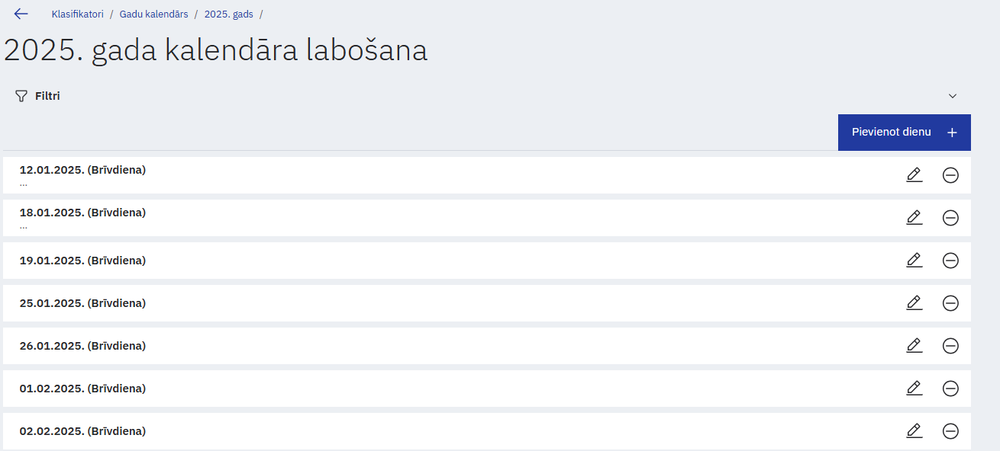 Klasifikatori / Gadu kalendārs / 2025. gads /
2025. gada kalendāra labošana
Filtri
Pievienot dienu +
12.01.2025. (Brīvdiena)
...
18.01.2025. (Brīvdiena)
...
19.01.2025. (Brīvdiena)
25.01.2025. (Brīvdiena)
26.01.2025. (Brīvdiena)
01.02.2025. (Brīvdiena)
02.02.2025. (Brīvdiena)